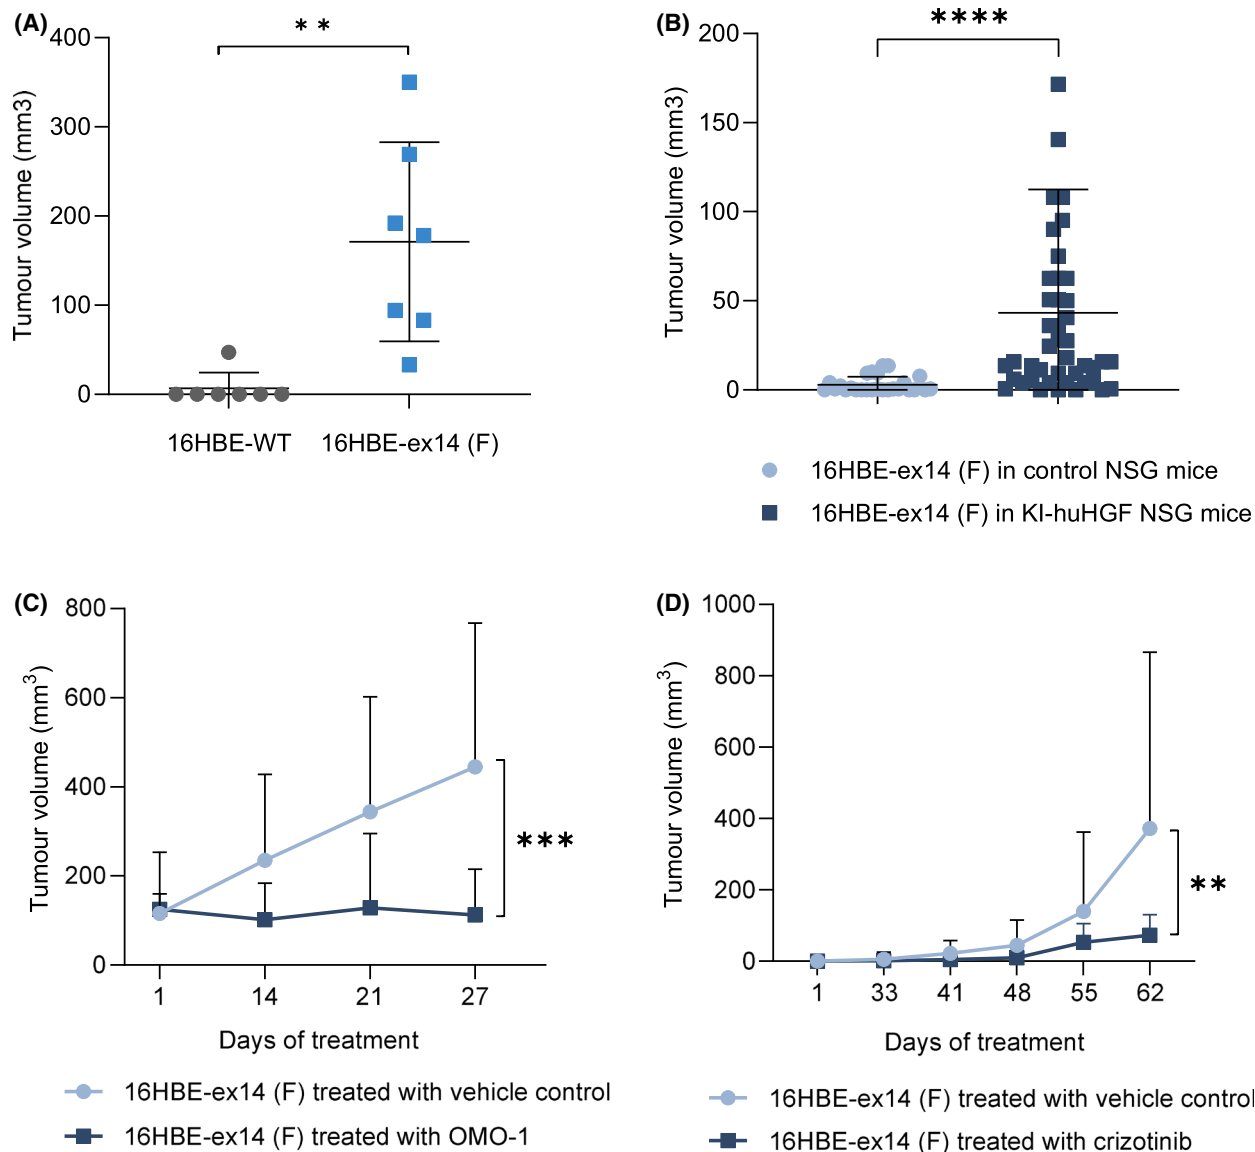 (A)
* *
400
300
200
100
0
Tumour volume (mm3)
16HBE-WT
16HBE-ex14 (F)
(B)
****
200
150
100
50
0
Tumour volume (mm3)
16HBE-ex14 (F) in control NSG mice
16HBE-ex14 (F) in KI-huHGF NSG mice
(C)
800
600
400
200
0
Tumour volume (mm³)
***
1 14 21 27
Days of treatment
16HBE-ex14 (F) treated with vehicle control
16HBE-ex14 (F) treated with OMO-1
(D)
1000
800
600
400
200
0
Tumour volume (mm³)
**
1 33 41 48 55 62
Days of treatment
16HBE-ex14 (F) treated with vehicle control
16HBE-ex14 (F) treated with crizotinib